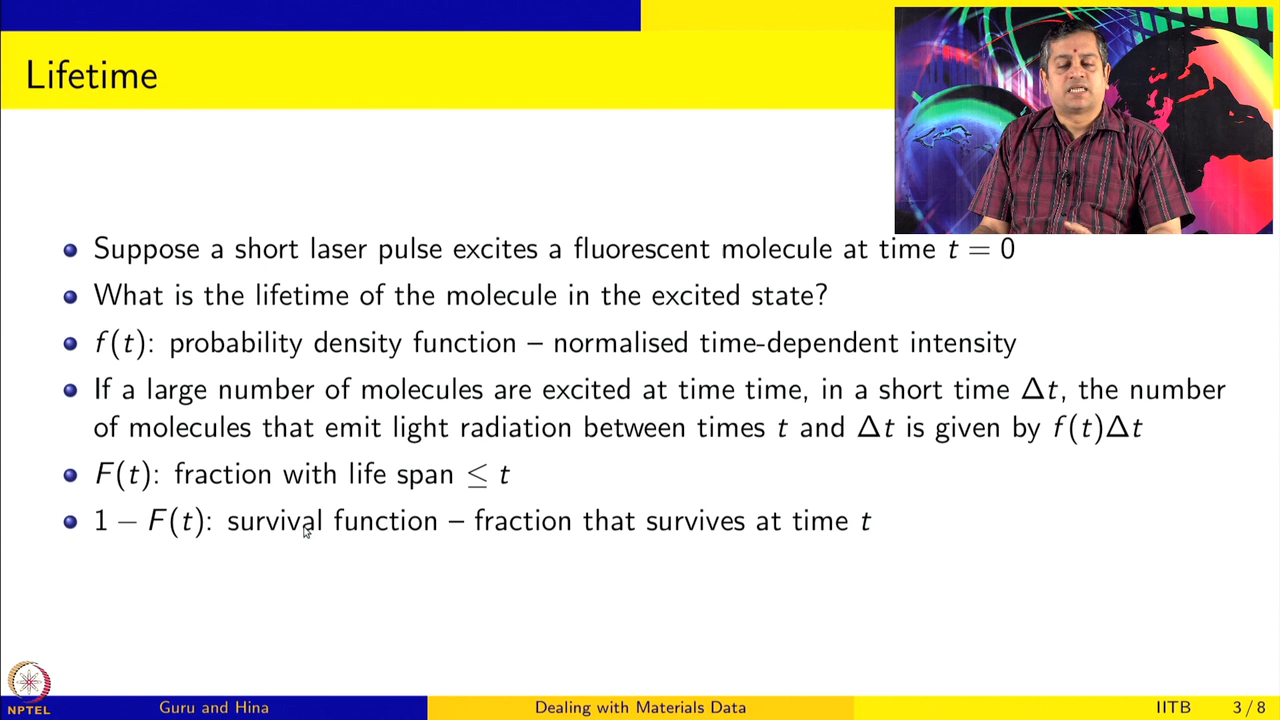 Lifetime
Suppose a short laser pulse excites a fluorescent molecule at time t = 0
What is the lifetime of the molecule in the excited state?
f(t): probability density function – normalised time-dependent intensity
If a large number of molecules are excited at time time, in a short time Δt, the number
of molecules that emit light radiation between times t and Δt is given by f(t)Δt
F(t): fraction with life span ≤ t
1 − F(t): survival function – fraction that survives at time t
NPTEL
Guru and Hina
Dealing with Materials Data
IITB
3 / 8